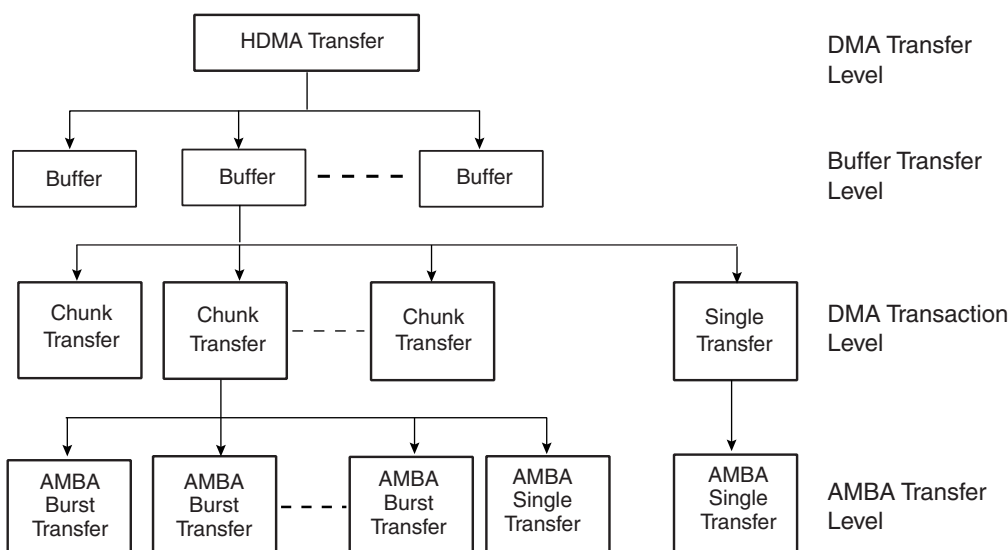 HDMA Transfer
DMA Transfer
Level
Buffer
Buffer
Buffer
Buffer Transfer
Level
Chunk
Transfer
Chunk
Transfer
Chunk
Transfer
Single
Transfer
DMA Transaction
Level
AMBA
Burst
Transfer
AMBA
Burst
Transfer
AMBA
Burst
Transfer
AMBA
Single
Transfer
AMBA
Single
Transfer
AMBA Transfer
Level